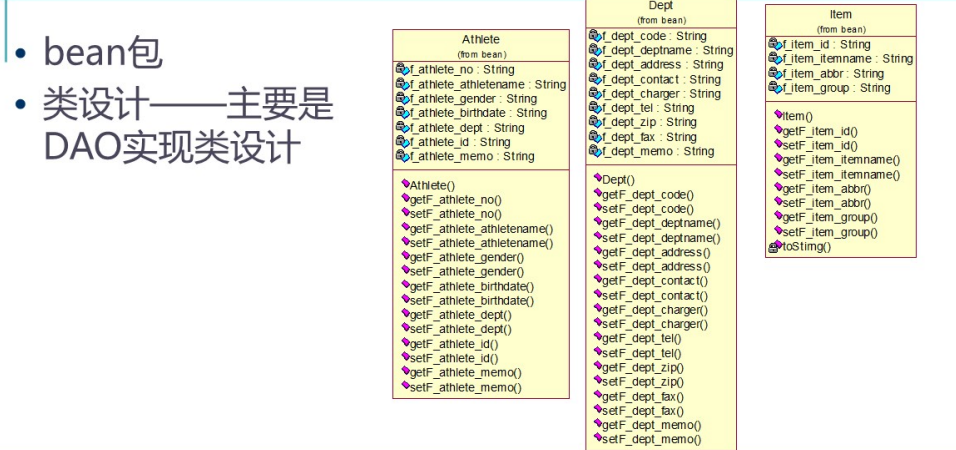 • bean包
• 类设计——主要是
DAO实现类设计
Athlete
(from bean)
f_athlete_no : String
f_athlete_athletename : String
f_athlete_gender : String
f_athlete_birthdate : String
f_athlete_dept : String
f_athlete_id : String
f_athlete_memo : String
Athlete()
getF_athlete_no()
setF_athlete_no()
getF_athlete_athletename()
setF_athlete_athletename()
getF_athlete_gender()
setF_athlete_gender()
getF_athlete_birthdate()
setF_athlete_birthdate()
getF_athlete_dept()
setF_athlete_dept()
getF_athlete_id()
setF_athlete_id()
getF_athlete_memo()
setF_athlete_memo()
Dept
(from bean)
f_dept_code : String
f_dept_deptname : String
f_dept_address : String
f_dept_contact : String
f_dept_charger : String
f_dept_tel : String
f_dept_zip : String
f_dept_fax : String
f_dept_memo : String
Dept()
getF_dept_code()
setF_dept_code()
getF_dept_deptname()
setF_dept_deptname()
getF_dept_address()
setF_dept_address()
getF_dept_contact()
setF_dept_contact()
getF_dept_charger()
setF_dept_charger()
getF_dept_tel()
setF_dept_tel()
getF_dept_zip()
setF_dept_zip()
getF_dept_fax()
setF_dept_fax()
getF_dept_memo()
setF_dept_memo()
Item
(from bean)
f_item_id : String
f_item_itemname : String
f_item_abbr : String
f_item_group : String
Item()
getF_item_id()
setF_item_id()
getF_item_itemname()
setF_item_itemname()
getF_item_abbr()
setF_item_abbr()
getF_item_group()
setF_item_group()
toStirng()